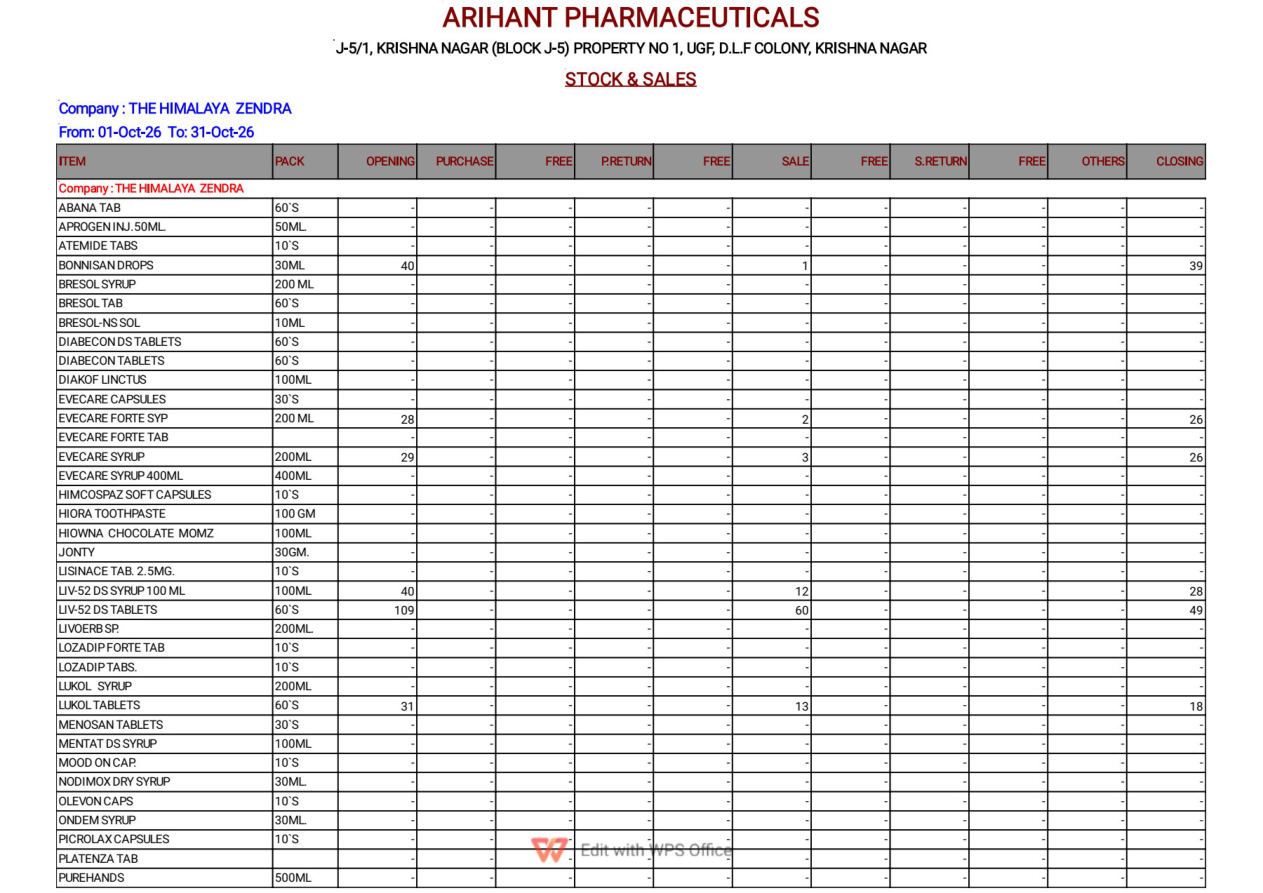 ARIHANT PHARMACEUTICALS
J-5/1, KRISHNA NAGAR (BLOCK J-5) PROPERTY NO 1, UGF, D.L.F COLONY, KRISHNA NAGAR
STOCK & SALES
Company : THE HIMALAYA ZENDRA
From: 01-Oct-26 To: 31-Oct-26
ITEM PACK OPENING PURCHASE FREE P.RETURN FREE SALE FREE S.RETURN FREE OTHERS CLOSING
Company : THE HIMALAYA ZENDRA
ABANA TAB 60`S - - - - - - - - - - -
APROGEN INJ. 50ML. 50ML. - - - - - - - - - - -
ATEMIDE TABS 10`S - - - - - - - - - - -
BONNISAN DROPS 30ML 40 - - - - 1 - - - - 39
BRESOL SYRUP 200 ML - - - - - - - - - - -
BRESOL TAB 60`S - - - - - - - - - - -
BRESOL-NS SOL 10ML - - - - - - - - - - -
DIABECON DS TABLETS 60`S - - - - - - - - - - -
DIABECON TABLETS 60`S - - - - - - - - - - -
DIAKOF LINCTUS 100ML - - - - - - - - - - -
EVECARE CAPSULES 30`S - - - - - - - - - - -
EVECARE FORTE SYP 200 ML 28 - - - - 2 - - - - 26
EVECARE FORTE TAB - - - - - - - - - - -
EVECARE SYRUP 200ML 29 - - - - 3 - - - - 26
EVECARE SYRUP 400ML 400ML - - - - - - - - - - -
HIMCOSPAZ SOFT CAPSULES 10`S - - - - - - - - - - -
HIORA TOOTHPASTE 100 GM - - - - - - - - - - -
HIOWNA CHOCOLATE MOMZ 100ML - - - - - - - - - - -
JONTY 30GM. - - - - - - - - - - -
LISINACE TAB. 2.5MG. 10`S - - - - - - - - - - -
LIV-52 DS SYRUP 100 ML 100ML 40 - - - - 12 - - - - 28
LIV-52 DS TABLETS 60`S 109 - - - - 60 - - - - 49
LIVOERB SP. 200ML. - - - - - - - - - - -
LOZADIP FORTE TAB 10`S - - - - - - - - - - -
LOZADIP TABS. 10`S - - - - - - - - - - -
LUKOL SYRUP 200ML - - - - - - - - - - -
LUKOL TABLETS 60`S 31 - - - - 13 - - - - 18
MENOSAN TABLETS 30`S - - - - - - - - - - -
MENTAT DS SYRUP 100ML - - - - - - - - - - -
MOOD ON CAP. 10`S - - - - - - - - - - -
NODIMOX DRY SYRUP 30ML. - - - - - - - - - - -
OLEVON CAPS 10`S - - - - - - - - - - -
ONDEM SYRUP 30ML. - - - - - - - - - - -
PICROLAX CAPSULES 10`S - - - - - - - - - - -
Edit with WPS Office
PLATENZA TAB - - - - - - - - - - -
PUREHANDS 500ML - - - - - - - - - - -